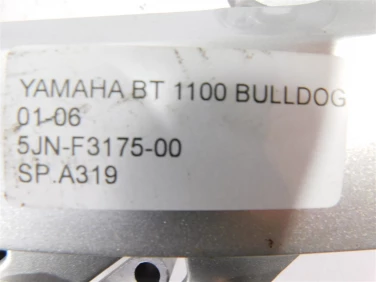 YAMAHA BT 1100 BULLDOG
01-06
5JN-F3175-00
SP.A319